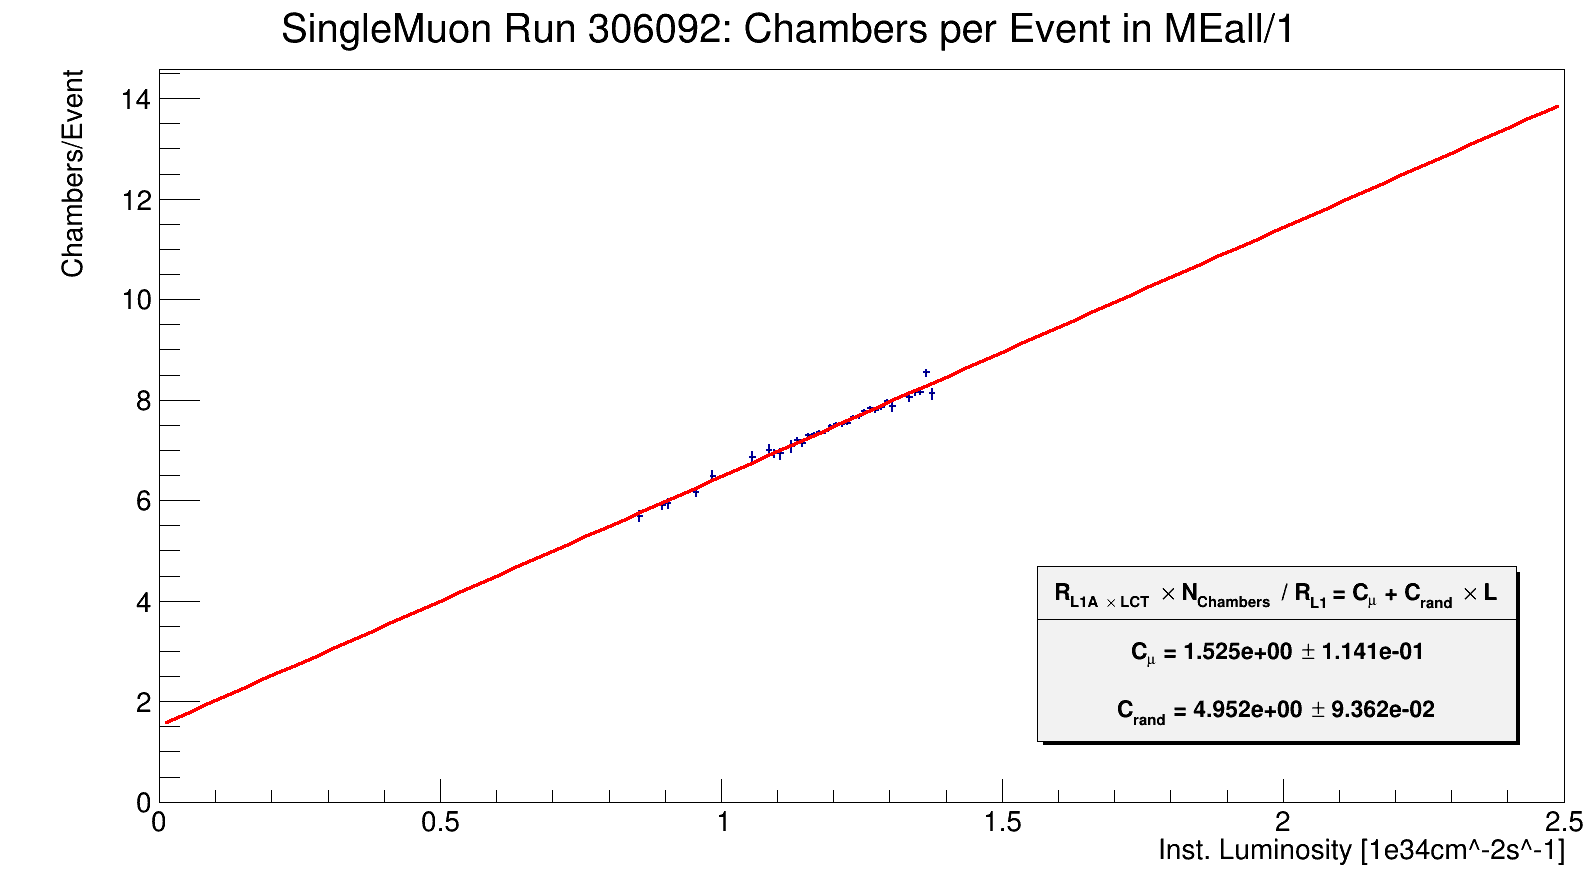 SingleMuon Run 306092: Chambers per Event in MEall/1
Chambers/Event
14
12
10
8
6
4
2
0
R_L1A × LCT × N_Chambers / R_L1 = C_μ + C_rand × L
C_μ = 1.525e+00 ± 1.141e-01
C_rand = 4.952e+00 ± 9.362e-02
0 0.5 1 1.5 2 2.5
Inst. Luminosity [1e34cm^-2s^-1]